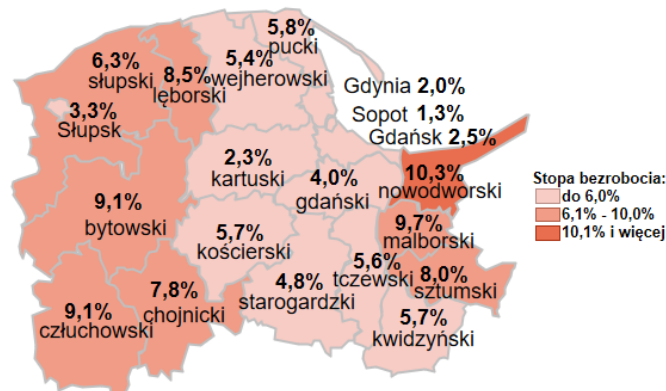 5,8%
pucki
5,4%
wejherowski
6,3%
słupski
8,5%
lęborski
3,3%
Słupsk
Gdynia 2,0%
Sopot 1,3%
Gdańsk 2,5%
2,3%
kartuski
4,0%
gdański
10,3%
nowodworski
9,1%
bytowski
5,7%
kościerski
9,7%
malborski
4,8%
starogardzki
5,6%
tczewski
8,0%
sztumski
9,1%
człuchowski
7,8%
chojnicki
5,7%
kwidzyński
Stopa bezrobocia:
do 6,0%
6,1% - 10,0%
10,1% i więcej